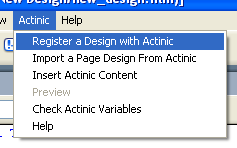 New Design/new_design.html]
Actinic Help
Register a Design with Actinic
Import a Page Design From Actinic
Insert Actinic Content
Preview
Check Actinic Variables
Help